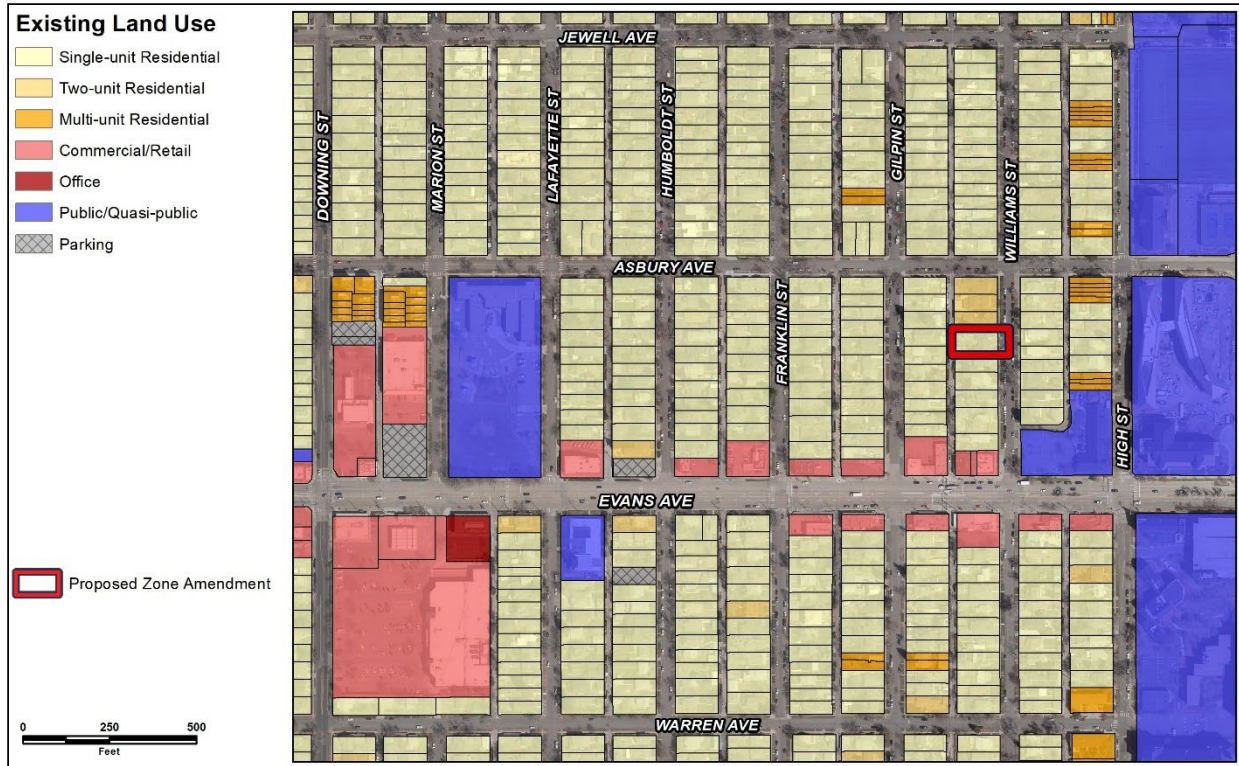 Existing Land Use
Single-unit Residential
Two-unit Residential
Multi-unit Residential
Commercial/Retail
Office
Public/Quasi-public
Parking
Proposed Zone Amendment
0 250 500
Feet
JEWELL AVE
DOWNING ST
MARION ST
LAFAYETTE ST
HUMBOLDT ST
GILPIN ST
WILLIAMS ST
ASBURY AVE
FRANKLIN ST
HIGH ST
EVANS AVE
WARREN AVE